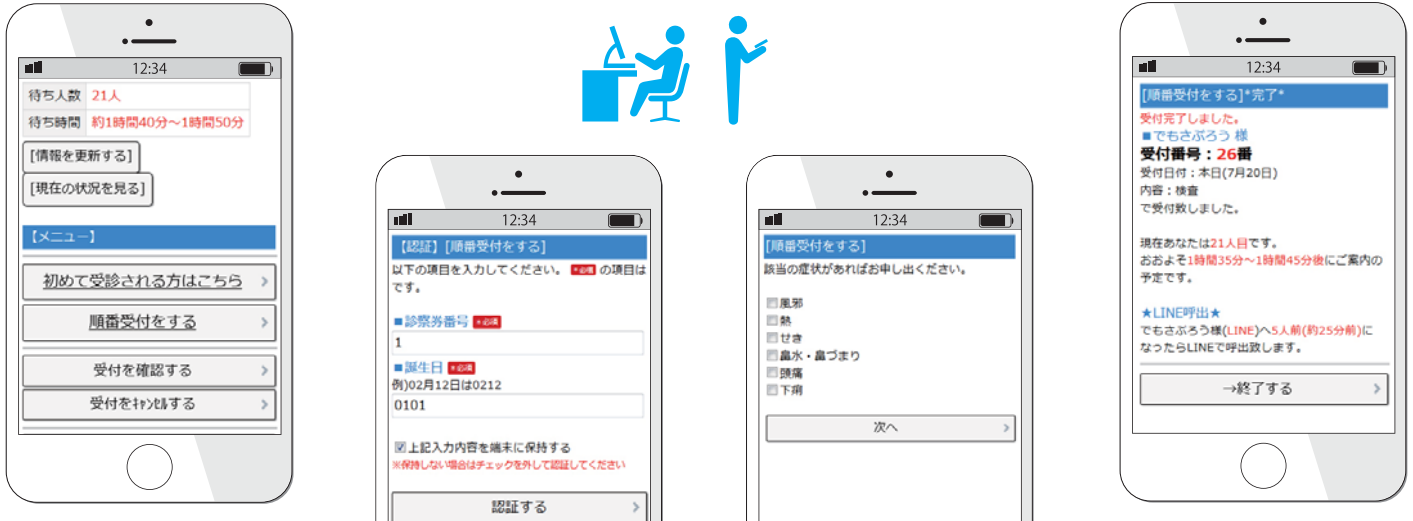 12:34
待ち人数 21人
待ち時間 約1時間40分～1時間50分
[情報を更新する]
[現在の状況を見る]
【メニュー】
初めて受診される方はこちら
順番受付をする
受付を確認する
受付をｷｬﾝｾﾙする
12:34
【認証】[順番受付をする]
以下の項目を入力してください。 *必須 の項目は
です。
■診察券番号 *必須
1
■誕生日 *必須
例)02月12日は0212
0101
上記入力内容を端末に保持する
※保持しない場合はチェックを外して認証してください
認証する
12:34
[順番受付をする]
該当の症状があればお申し出ください。
風邪
熱
せき
鼻水・鼻づまり
頭痛
下痢
次へ
12:34
[順番受付をする]*完了*
受付完了しました。
■でもさぶろう 様
受付番号：26番
受付日付：本日(7月20日)
内容：検査
で受付致しました。
現在あなたは21人目です。
おおよそ1時間35分～1時間45分後にご案内の
予定です。
★LINE呼出★
でもさぶろう様(LINE)へ5人前(約25分前)に
なったらLINEで呼出致します。
→終了する